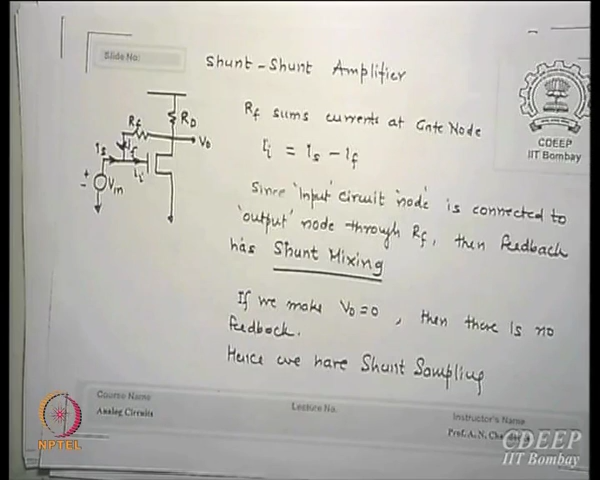 Slide No:
Shunt-Shunt Amplifier
CDEEP
IIT Bombay
RD
Rf
VO
Is
If
Ii
Vin
+
-
Rf sums currents at Gate Node
Ii = Is - If
Since 'input' circuit 'node' is connected to
'output' node through Rf, then feedback
has Shunt Mixing
If we make VO=0, then there is no
feedback.
Hence we have Shunt Sampling
Course Name
Analog Circuits
Lecture No.
Instructor's Name
Prof. A. N.
NPTEL
CDEEP
IIT Bombay